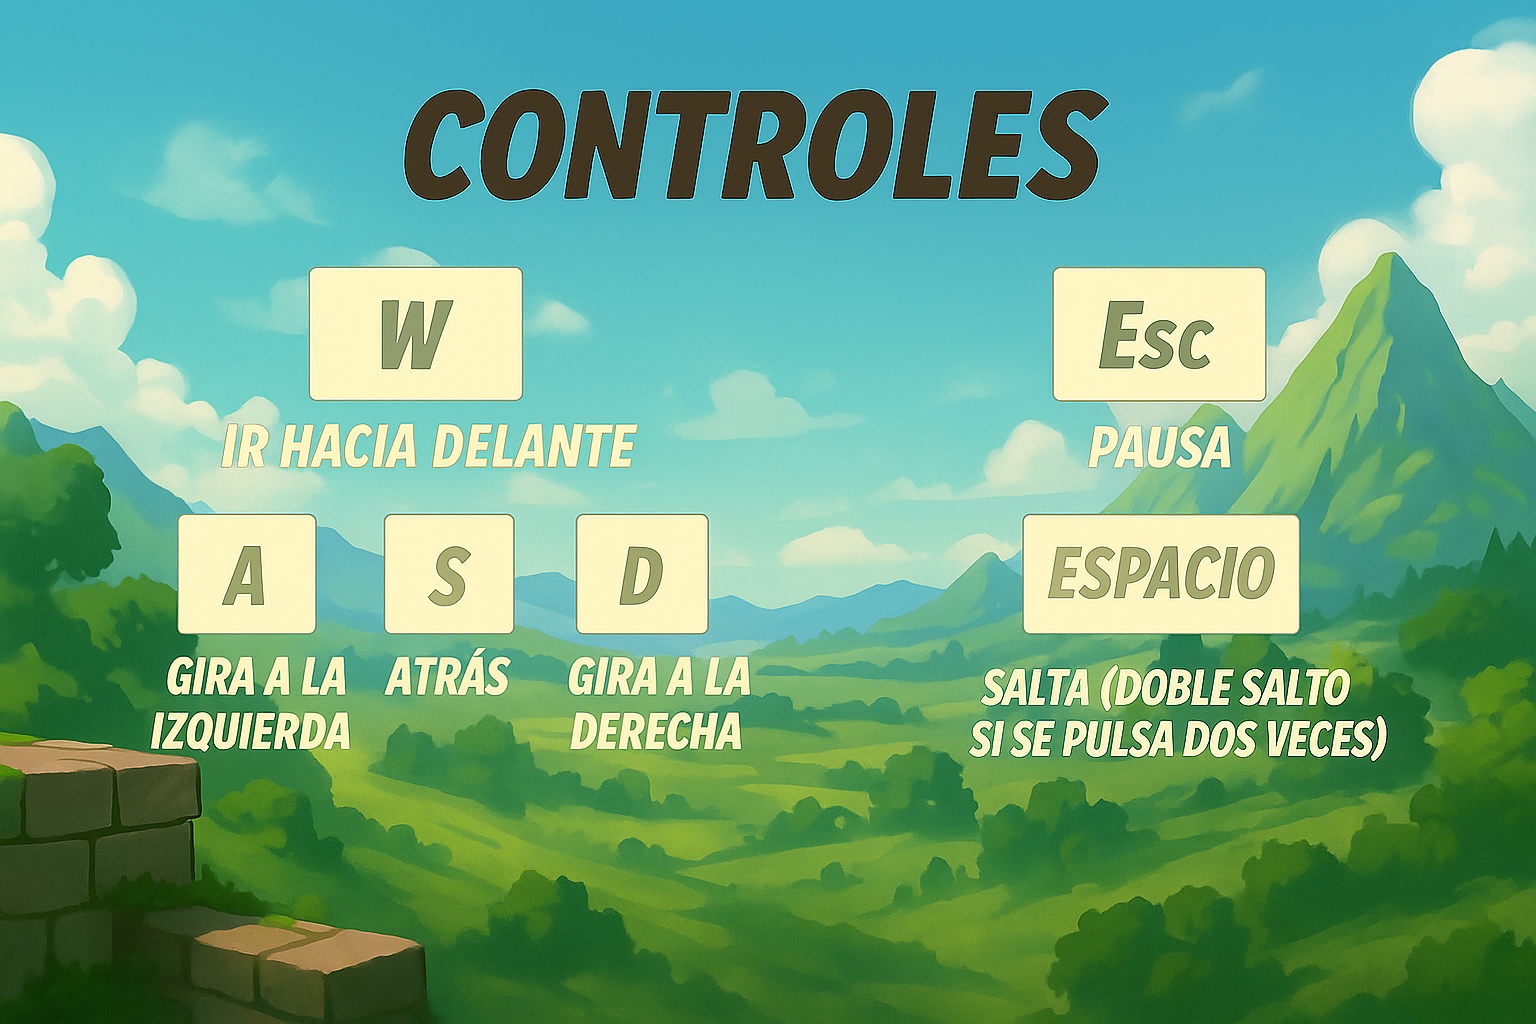 CONTROLES
W
IR HACIA DELANTE
A
GIRA A LA
IZQUIERDA
S
ATRÁS
D
GIRA A LA
DERECHA
Esc
PAUSA
ESPACIO
SALTA (DOBLE SALTO
SI SE PULSA DOS VECES)